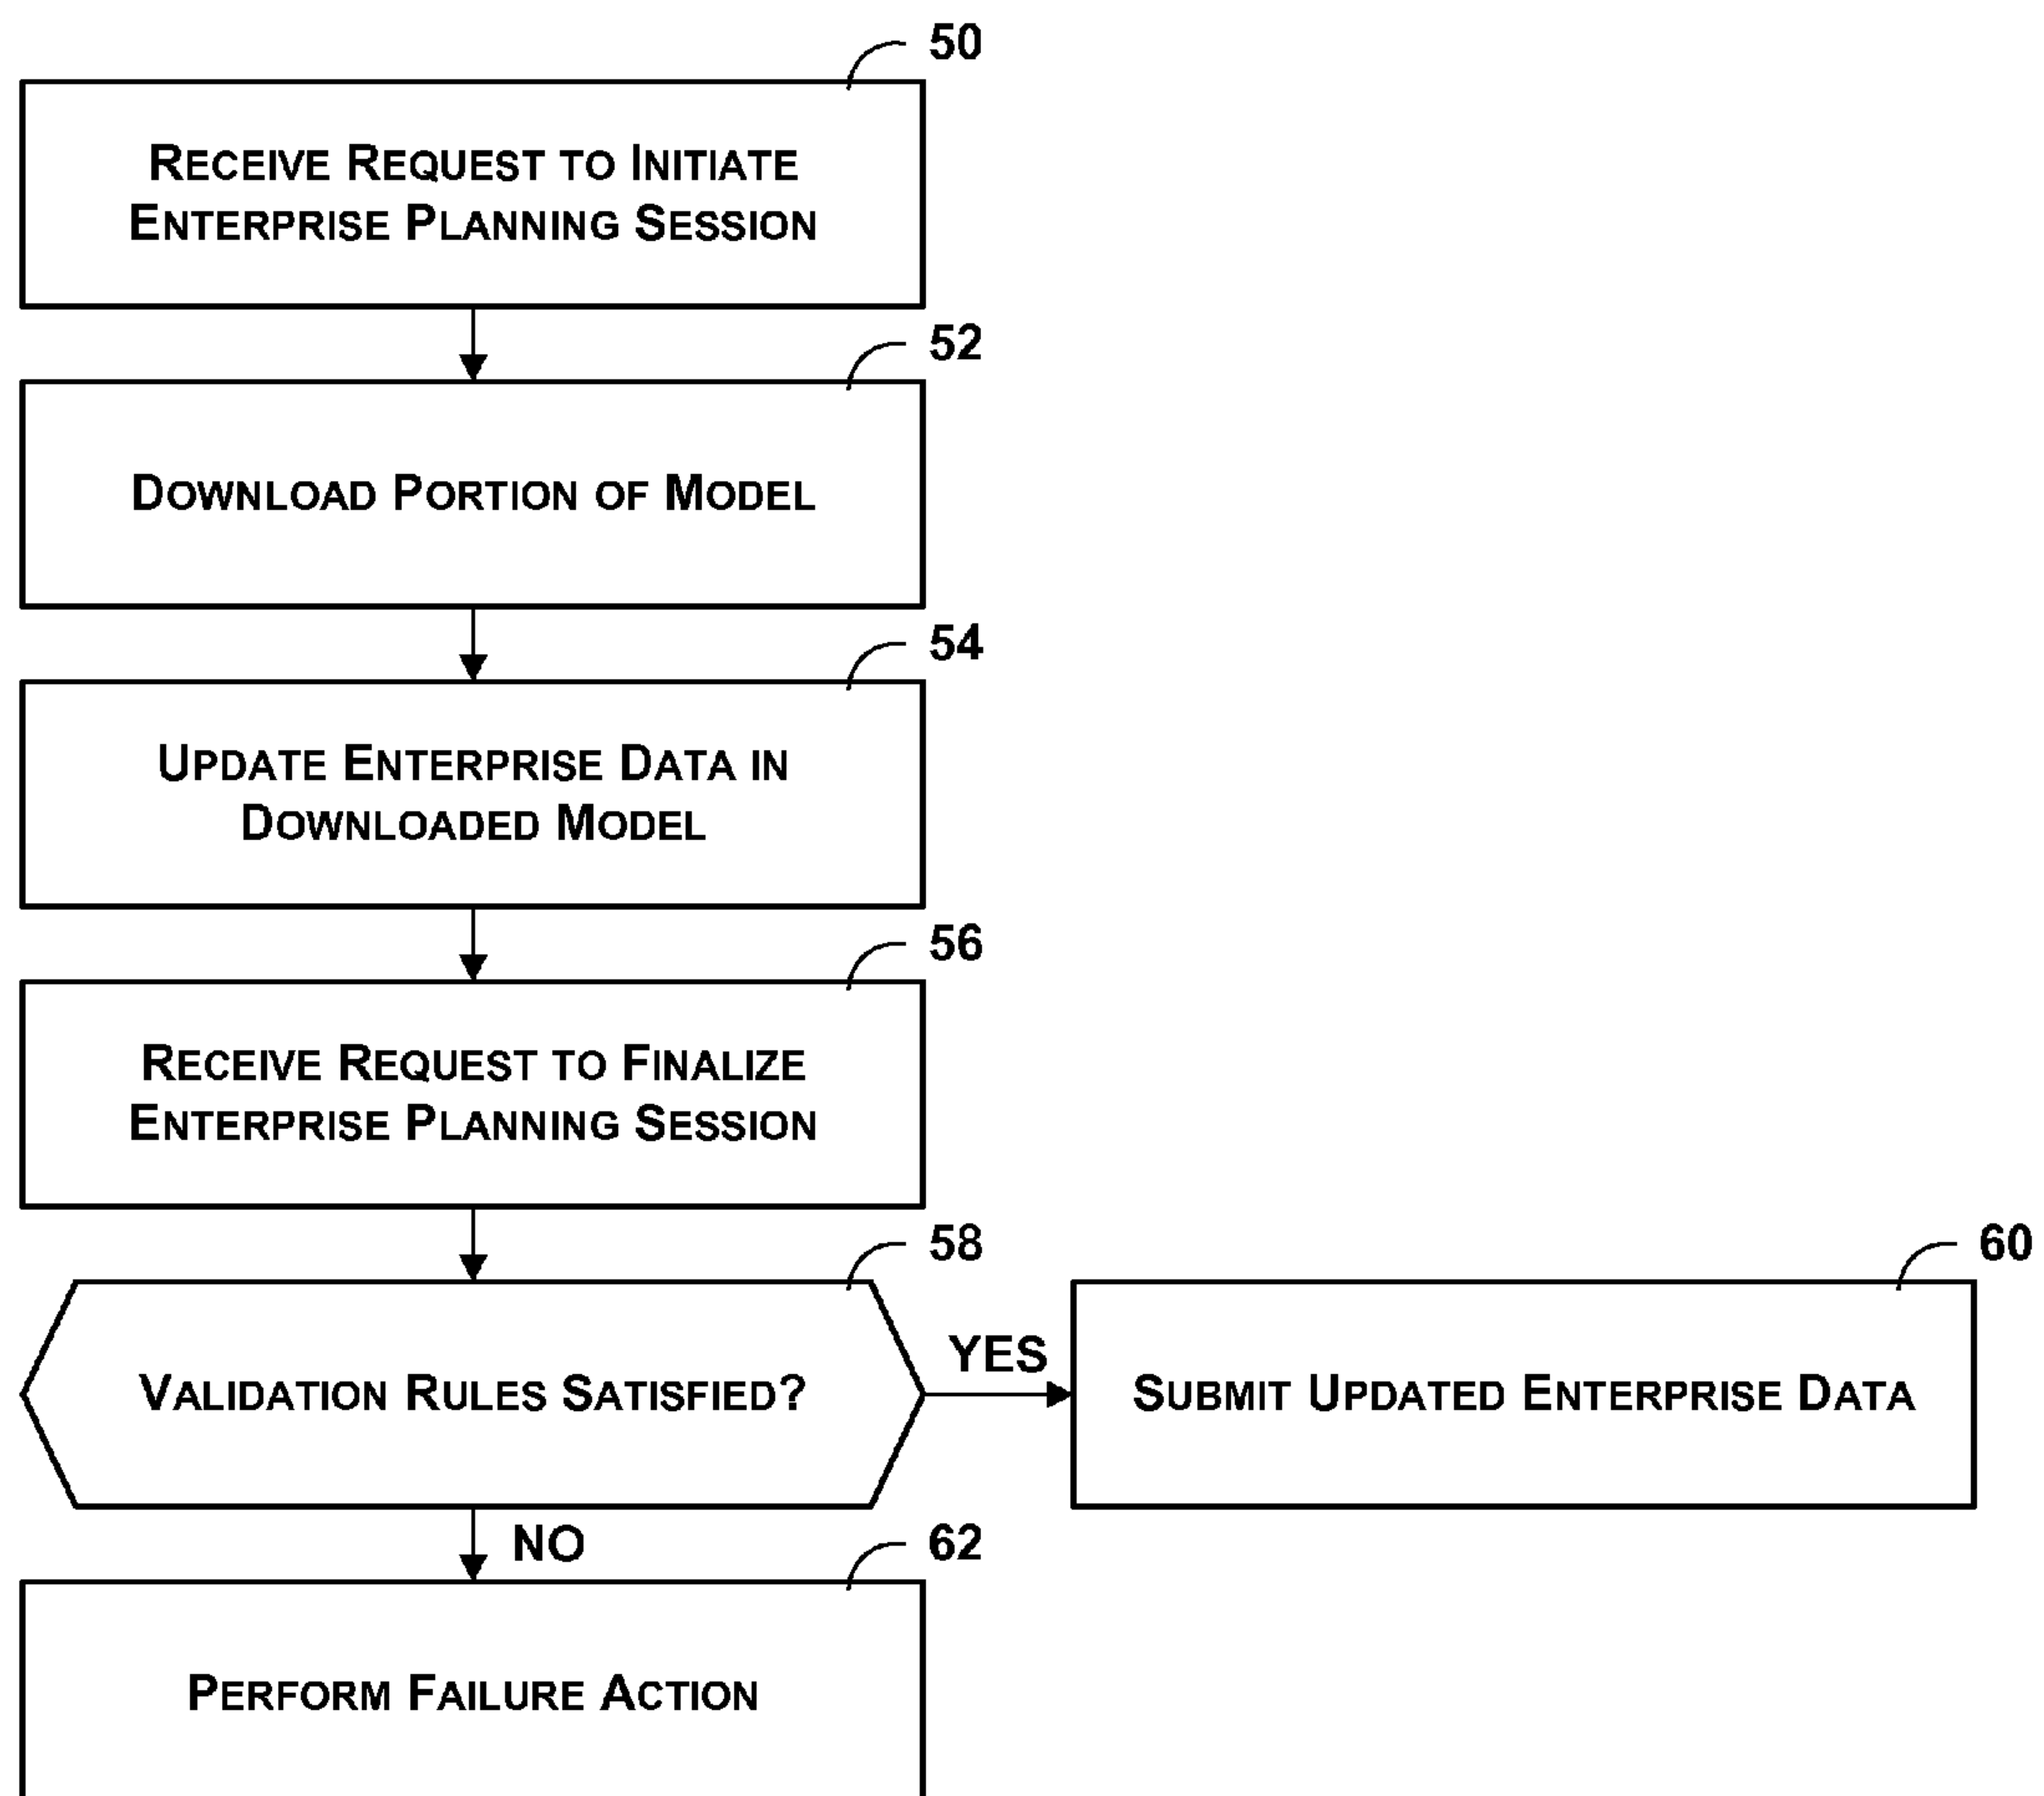 50
RECEIVE REQUEST TO INITIATE
ENTERPRISE PLANNING SESSION
52
DOWNLOAD PORTION OF MODEL
54
UPDATE ENTERPRISE DATA IN
DOWNLOADED MODEL
56
RECEIVE REQUEST TO FINALIZE
ENTERPRISE PLANNING SESSION
58
VALIDATION RULES SATISFIED?
YES
60
SUBMIT UPDATED ENTERPRISE DATA
NO
62
PERFORM FAILURE ACTION